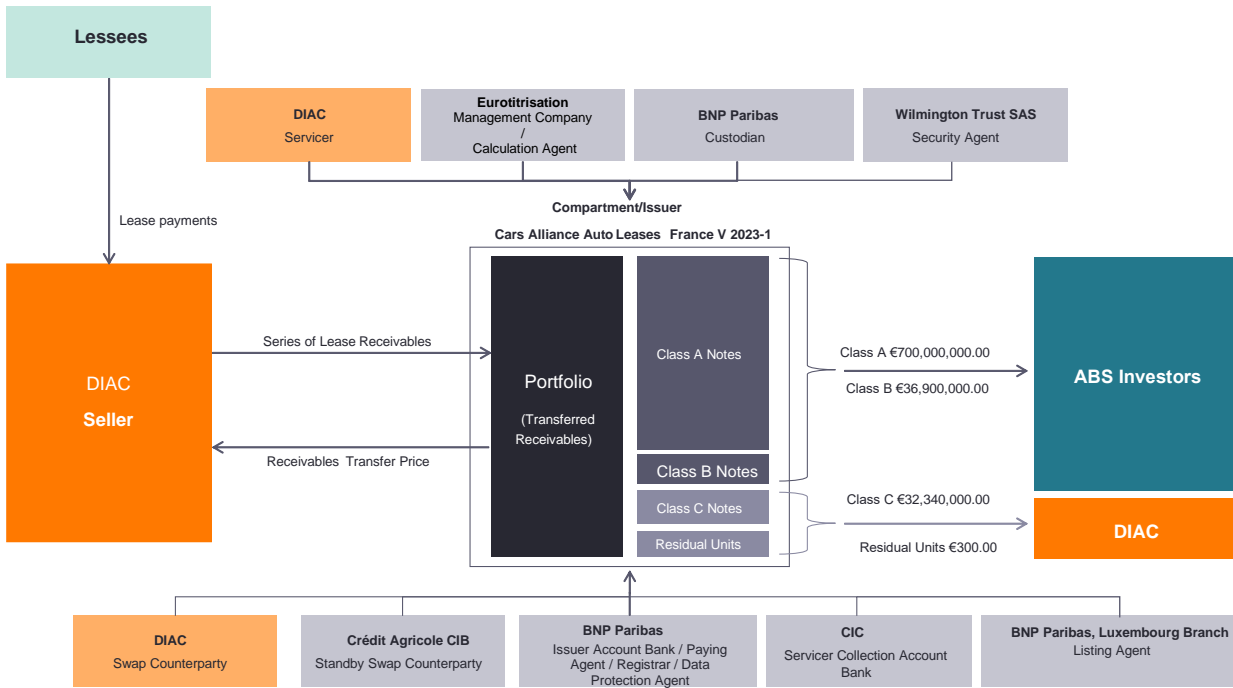 Lessees
DIAC
Servicer
Eurotitrisation
Management Company
/
Calculation Agent
BNP Paribas
Custodian
Wilmington Trust SAS
Security Agent
Lease payments
Compartment/Issuer
Cars Alliance Auto Leases France V 2023-1
DIAC
Seller
Series of Lease Receivables
Receivables Transfer Price
Portfolio
(Transferred
Receivables)
Class A Notes
Class B Notes
Class C Notes
Residual Units
Class A €700,000,000.00
Class B €36,900,000.00
ABS Investors
Class C €32,340,000.00
Residual Units €300.00
DIAC
DIAC
Swap Counterparty
Crédit Agricole CIB
Standby Swap Counterparty
BNP Paribas
Issuer Account Bank / Paying
Agent / Registrar / Data
Protection Agent
CIC
Servicer Collection Account
Bank
BNP Paribas, Luxembourg Branch
Listing Agent